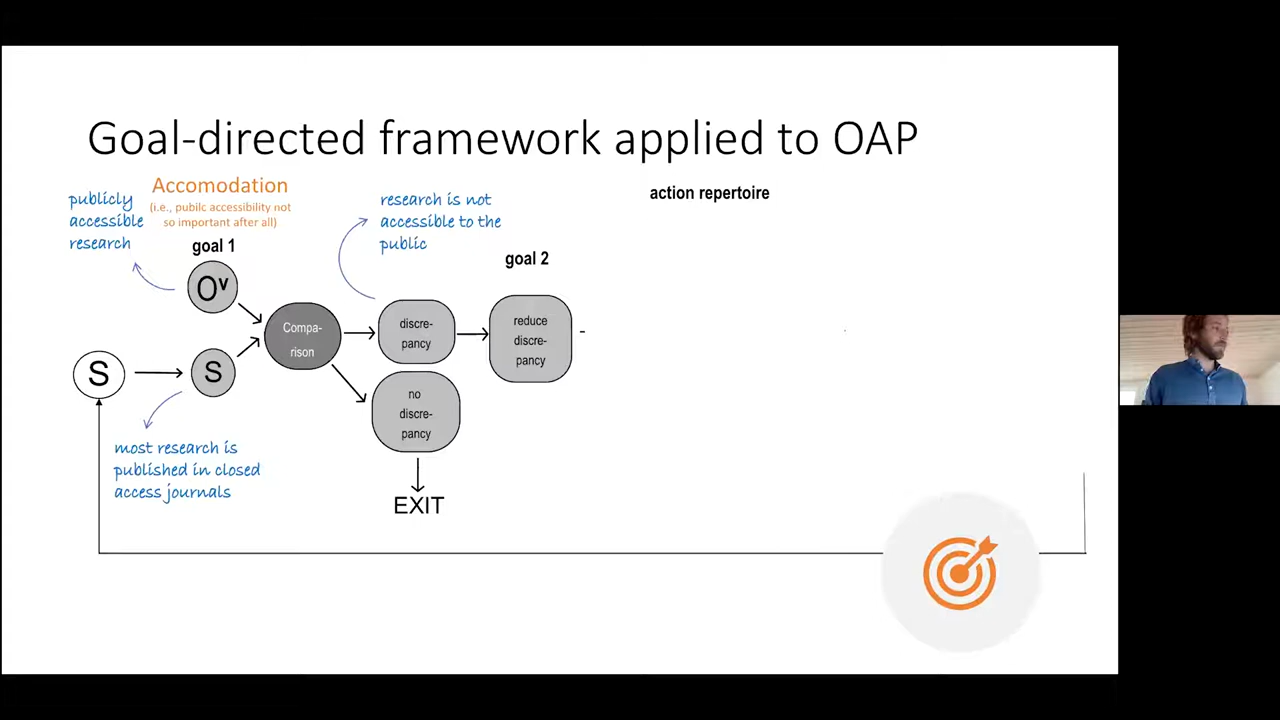 Goal-directed framework applied to OAP
Accomodation
(i.e., public accessibility not
so important after all)
publicly
accessible
research
research is not
accessible to the
public
action repertoire
goal 1
goal 2
Oᵛ
Compa-
rison
discre-
pancy
reduce
discre-
pancy
S
S
no
discre-
pancy
most research is
published in closed
access journals
EXIT